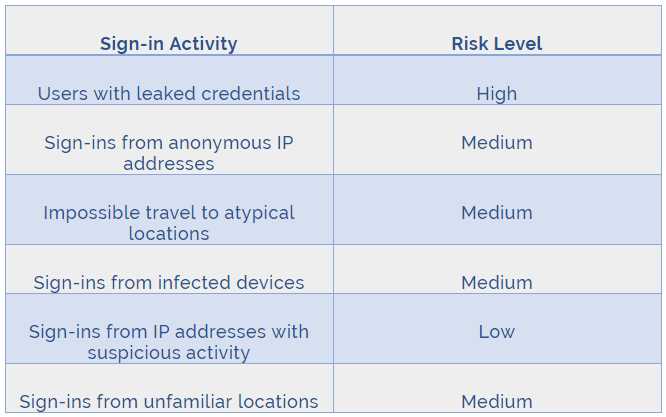 Sign-in Activity Risk Level
Users with leaked credentials High
Sign-ins from anonymous IP Medium
addresses
Impossible travel to atypical Medium
locations
Sign-ins from infected devices Medium
Sign-ins from IP addresses with Low
suspicious activity
Sign-ins from unfamiliar locations Medium